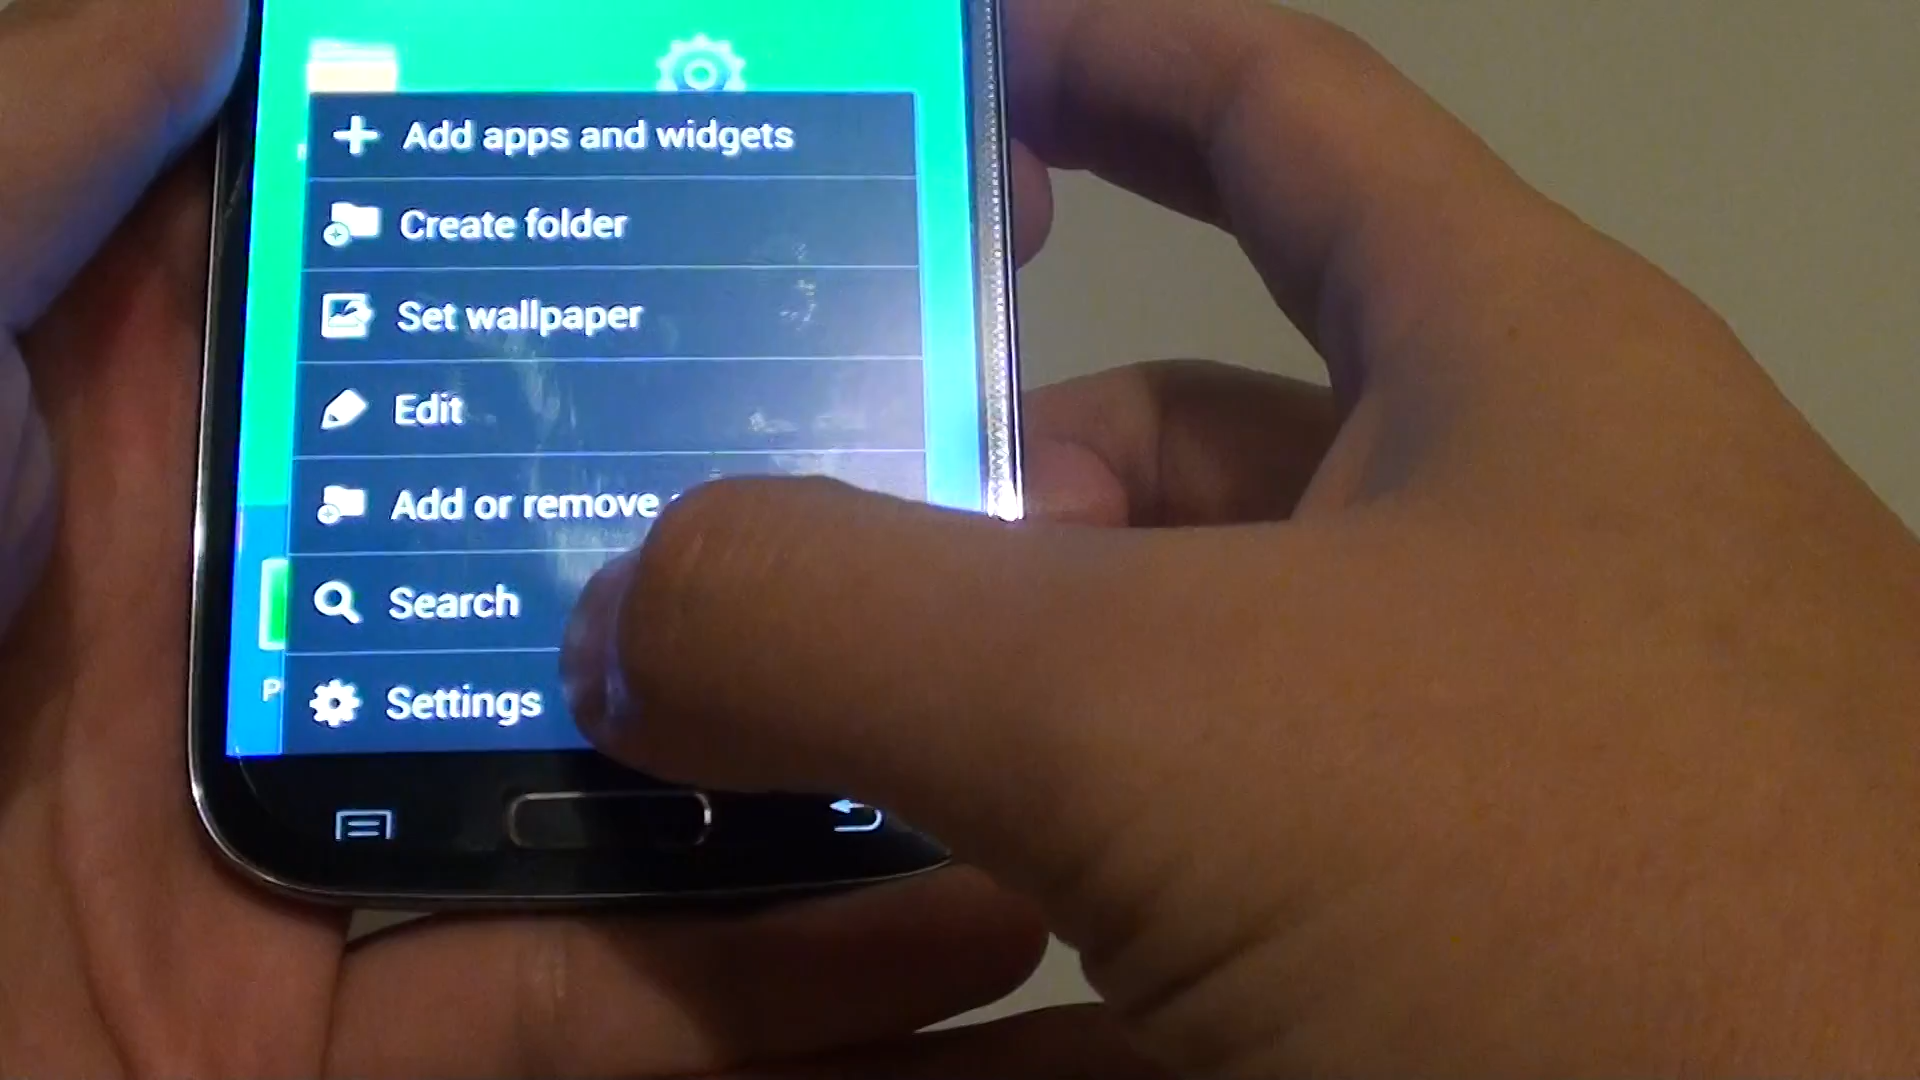 Add apps and widgets
Create folder
Set wallpaper
Edit
Add or remove
Search
Settings
P